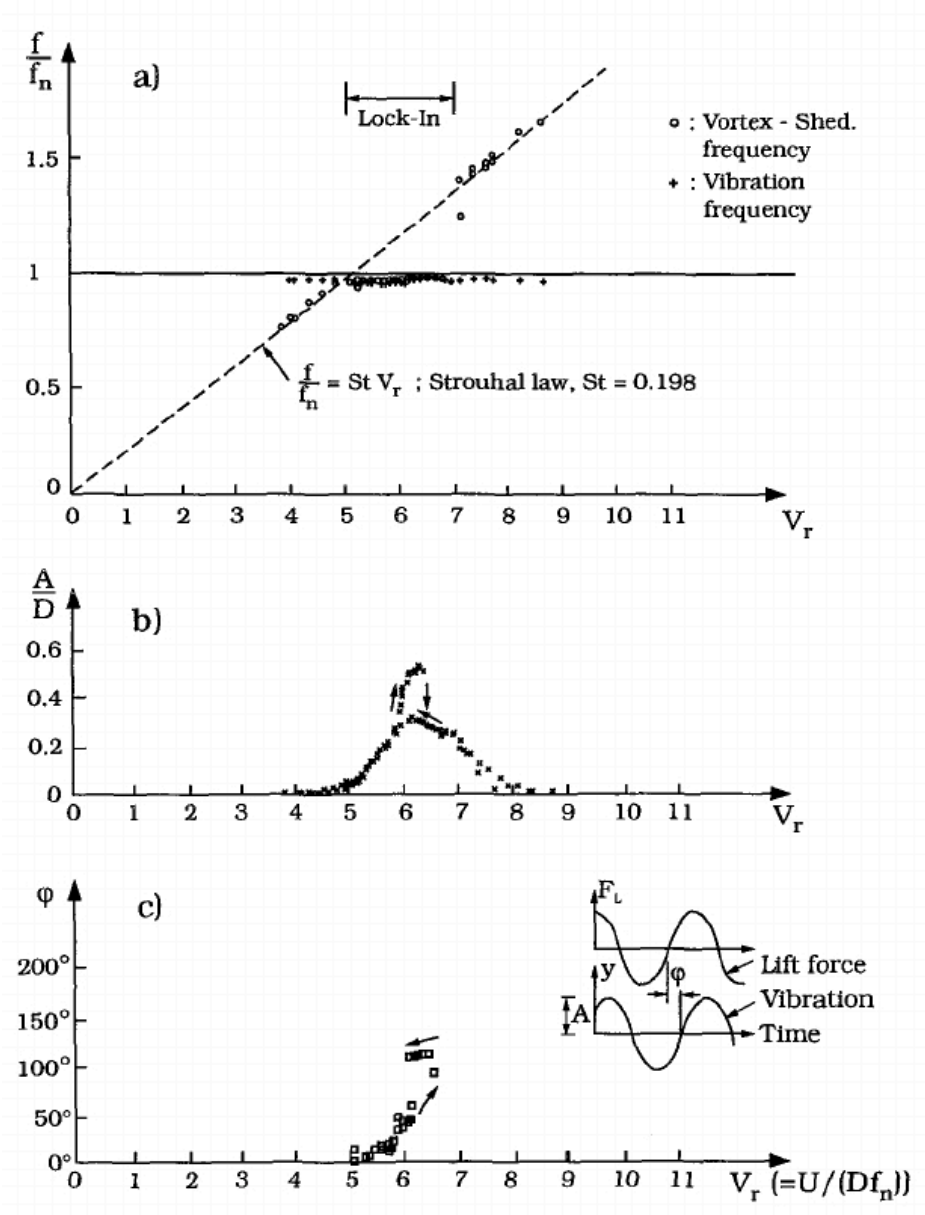 f
fn
a)
Lock-In
o : Vortex - Shed.
frequency
+ : Vibration
frequency
1.5
1
0.5
f
fn
= St Vr ; Strouhal law, St = 0.198
0
0 1 2 3 4 5 6 7 8 9 10 11
Vr
A
D
b)
0.6
0.4
0.2
0
0 1 2 3 4 5 6 7 8 9 10 11
Vr
φ
c)
FL
Lift force
y
φ
Vibration
A
Time
200°
150°
100°
50°
0°
0 1 2 3 4 5 6 7 8 9 10 11
Vr (=U/(Dfn))